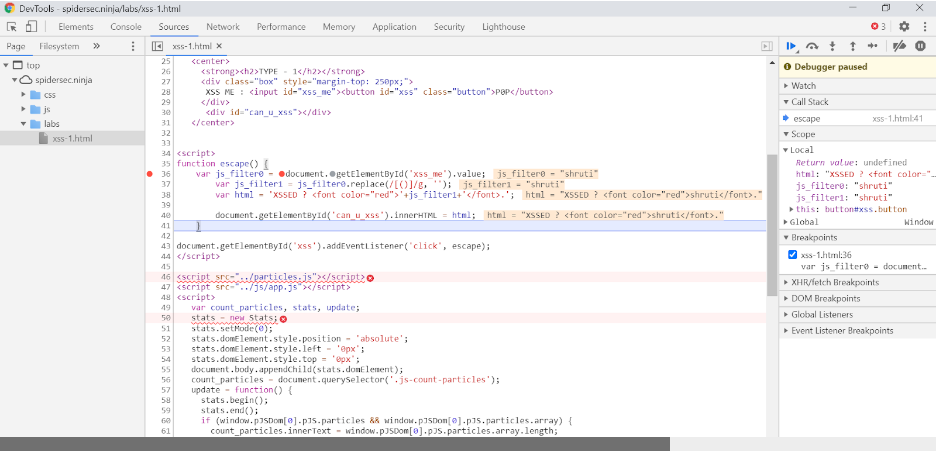 DevTools - spidersec.ninja/labs/xss-1.html
Elements Console Sources Network Performance Memory Application Security Lighthouse 3
Page Filesystem » xss-1.html ×
top
spidersec.ninja
css
js
labs
xss-1.html
25 <center>
26 <strong><h2>TYPE - 1</h2></strong>
27 <div class="box" style="margin-top: 250px;">
28 XSS ME : <input id="xss_me"><button id="xss" class="button">P0P</button>
29 </div>
30 <div id="can_u_xss"></div>
31 </center>
32
33
34 <script>
35 function escape() {
36 var js_filter0 = document.getElementById('xss_me').value; js_filter0 = "shruti"
37 var js_filter1 = js_filter0.replace(/[()]/g, ''); js_filter1 = "shruti"
38 var html = 'XSSED ? <font color="red">'+js_filter1+'</font>.'; html = "XSSED ? <font color="red">shruti</font>."
39
40 document.getElementById('can_u_xss').innerHTML = html; html = "XSSED ? <font color="red">shruti</font>."
41 }
42
43 document.getElementById('xss').addEventListener('click', escape);
44 </script>
45
46 <script src="../particles.js"></script>
47 <script src="../js/app.js"></script>
48 <script>
49 var count_particles, stats, update;
50 stats = new Stats;
51 stats.setMode(0);
52 stats.domElement.style.position = 'absolute';
53 stats.domElement.style.left = '0px';
54 stats.domElement.style.top = '0px';
55 document.body.appendChild(stats.domElement);
56 count_particles = document.querySelector('.js-count-particles');
57 update = function() {
58 stats.begin();
59 stats.end();
60 if (window.pJSDom[0].pJS.particles && window.pJSDom[0].pJS.particles.array) {
61 count_particles.innerText = window.pJSDom[0].pJS.particles.array.length;
Debugger paused
Watch
Call Stack
escape xss-1.html:41
Scope
Local
Return value: undefined
html: "XSSED ? <font color="…
js_filter0: "shruti"
js_filter1: "shruti"
this: button#xss.button
Global Window
Breakpoints
xss-1.html:36
var js_filter0 = document…
XHR/fetch Breakpoints
DOM Breakpoints
Global Listeners
Event Listener Breakpoints